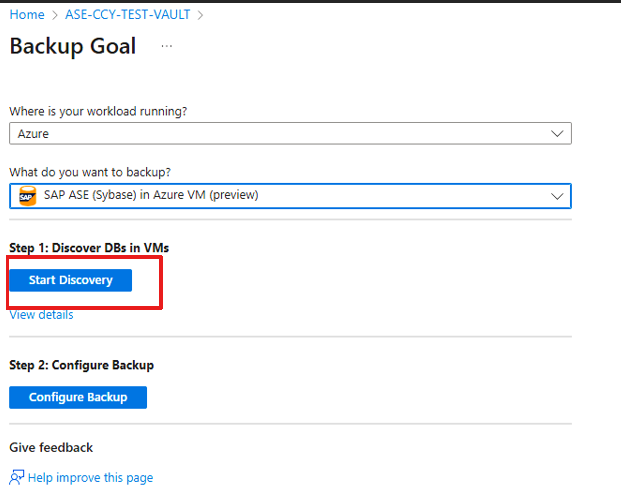 Home > ASE-CCY-TEST-VAULT >
Backup Goal ...
Where is your workload running?
Azure
What do you want to backup?
SAP SAP ASE (Sybase) in Azure VM (preview)
Step 1: Discover DBs in VMs
Start Discovery
View details
Step 2: Configure Backup
Configure Backup
Give feedback
Help improve this page